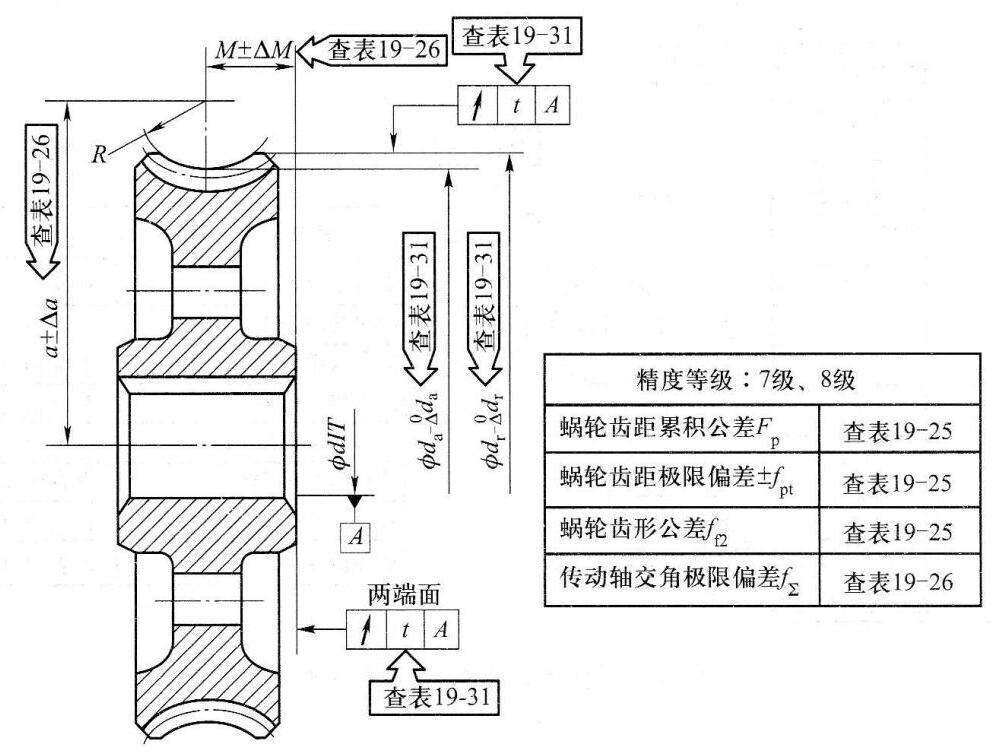 M±ΔM
查表19-26
查表19-31
↗ t A
R
查表19-26
a±Δa
查表19-31
查表19-31
φd_a 0 -Δd_a
φd_r 0 -Δd_r
φdIT
A
两端面
↗ t A
查表19-31
精度等级：7级、8级
蜗轮齿距累积公差F_p 查表19-25
蜗轮齿距极限偏差±f_pt 查表19-25
蜗轮齿形公差f_f2 查表19-25
传动轴交角极限偏差f_Σ 查表19-26